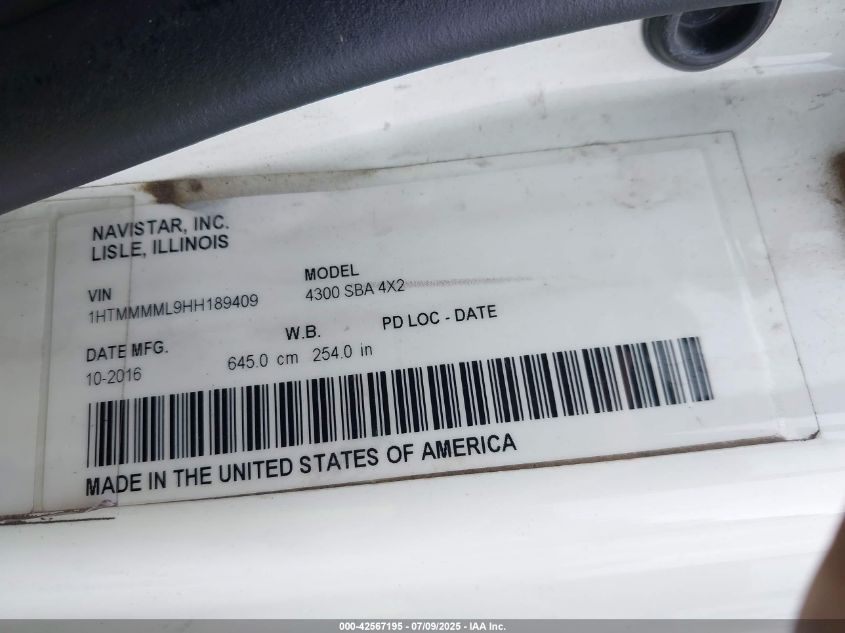 NAVISTAR, INC.
LISLE, ILLINOIS
VIN
1HTMMMML9HH189409
MODEL
4300 SBA 4X2
DATE MFG.
10-2016
W.B.
645.0 cm 254.0 in
PD LOC - DATE
MADE IN THE UNITED STATES OF AMERICA
000-42567195 - 07/09/2025 - IAA Inc.